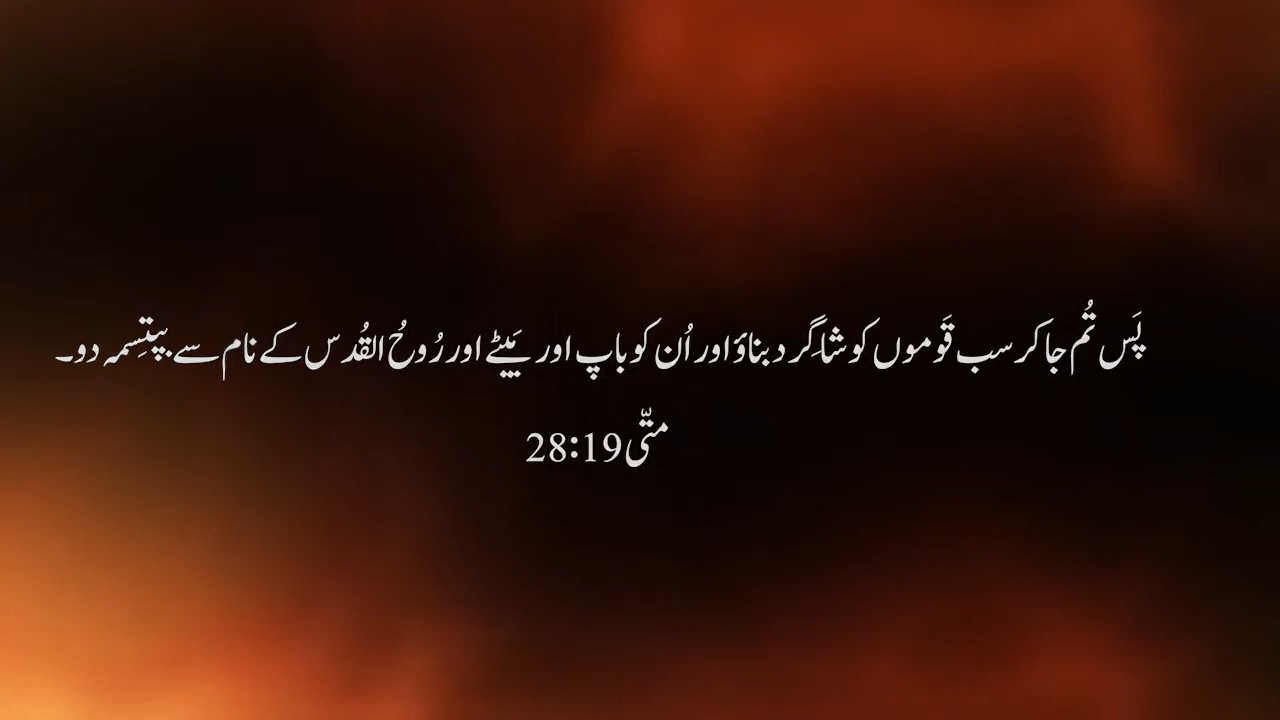 پَس تُم جا کر سب قَوموں کو شاگِرد بناؤ اور اُن کو باپ اور بَیٹے اور رُوحُ القُدس کے نام سے بپتِسمہ دو۔
متّی 28:19